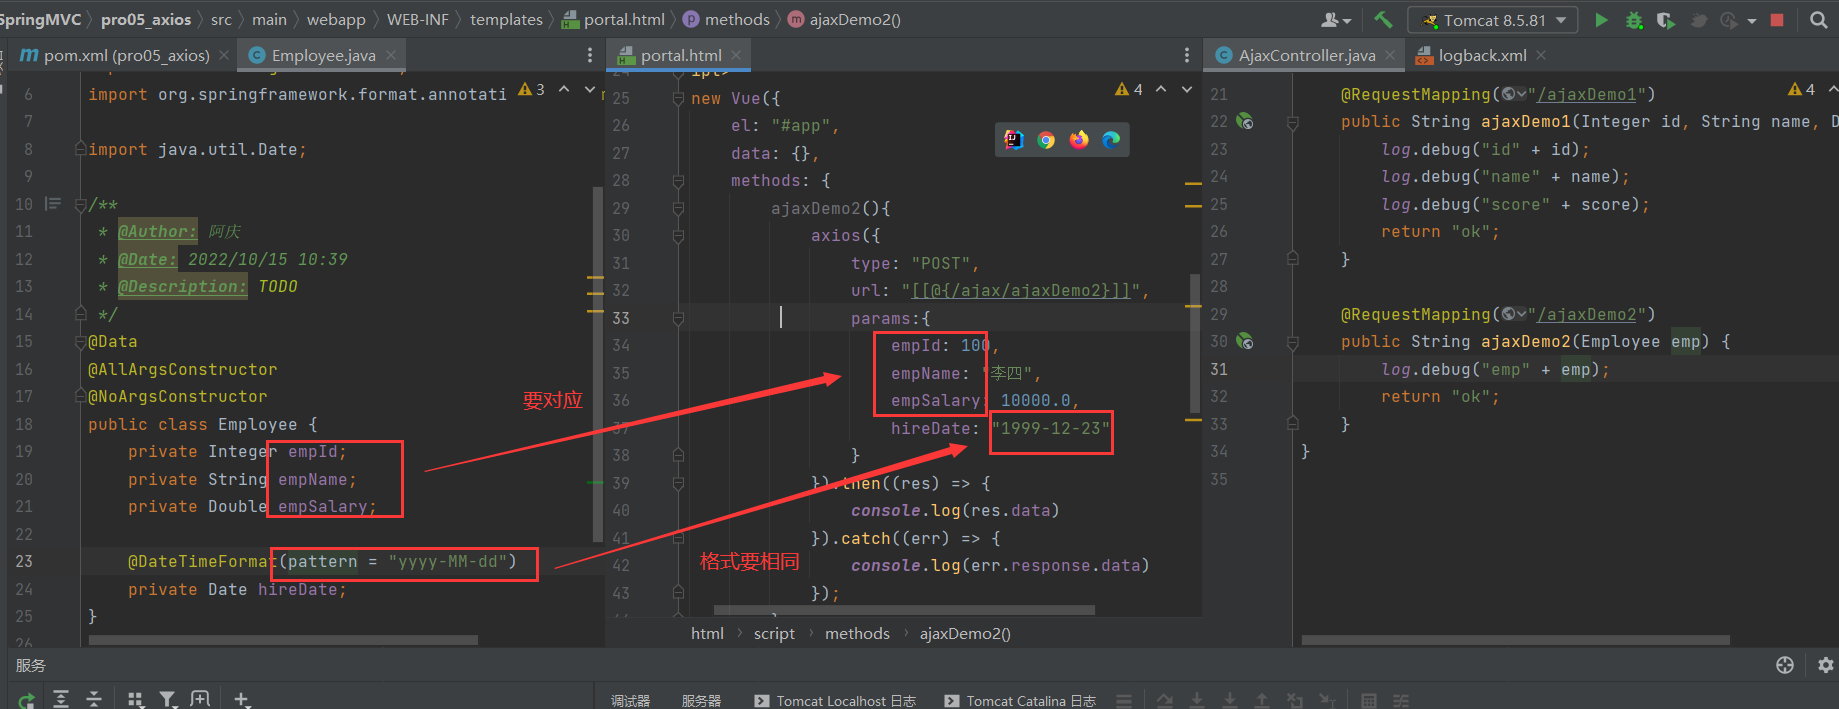 SpringMVC > pro05_axios > src > main > webapp > WEB-INF > templates > portal.html > methods > ajaxDemo2()
Tomcat 8.5.81
pom.xml (pro05_axios)
Employee.java
3
6 import org.springframework.format.annotati
7
8 import java.util.Date;
9
10 /**
11 * @Author: 阿庆
12 * @Date: 2022/10/15 10:39
13 * @Description: TODO
14 */
15 @Data
16 @AllArgsConstructor
17 @NoArgsConstructor
18 public class Employee {
19 private Integer empId;
20 private String empName;
21 private Double empSalary;
22
23 @DateTimeFormat(pattern = "yyyy-MM-dd")
24 private Date hireDate;
25 }
26
要对应
格式要相同
portal.html
4
24 ipt>
25 new Vue({
26 el: "#app",
27 data: {},
28 methods: {
29 ajaxDemo2(){
30 axios({
31 type: "POST",
32 url: "[[@{/ajax/ajaxDemo2}]]",
33 params:{
34 empId: 100,
35 empName: "李四",
36 empSalary: 10000.0,
37 hireDate: "1999-12-23"
38 }
39 }).then((res) => {
40 console.log(res.data)
41 }).catch((err) => {
42 console.log(err.response.data)
43 });
html > script > methods > ajaxDemo2()
AjaxController.java
logback.xml
4
21 @RequestMapping("/ajaxDemo1")
22 public String ajaxDemo1(Integer id, String name, D
23 log.debug("id" + id);
24 log.debug("name" + name);
25 log.debug("score" + score);
26 return "ok";
27 }
28
29 @RequestMapping("/ajaxDemo2")
30 public String ajaxDemo2(Employee emp) {
31 log.debug("emp" + emp);
32 return "ok";
33 }
34 }
35
服务
调试器
服务器
Tomcat Localhost 日志
Tomcat Catalina 日志